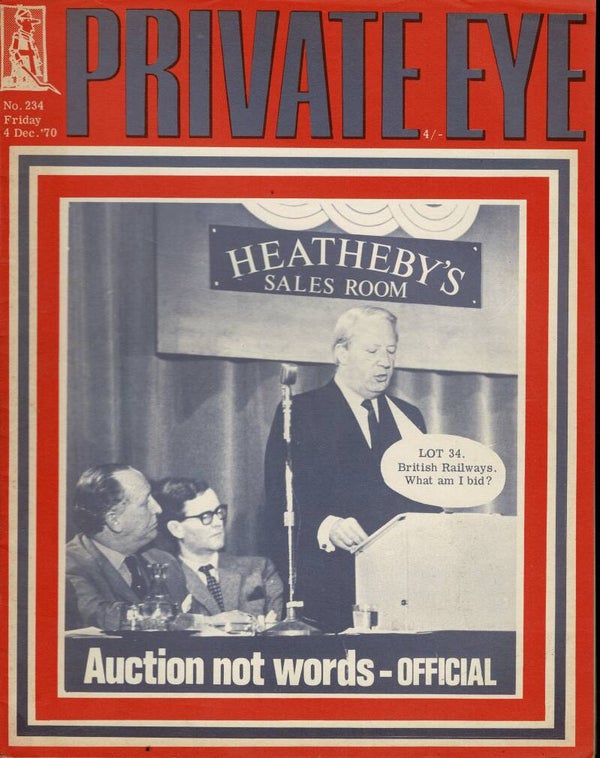 PRIVATE EYE
No. 234
Friday
4 Dec. '70
4/-
HEATHEBY'S
SALES ROOM
LOT 34.
British Railways.
What am I bid?
Auction not words - OFFICIAL